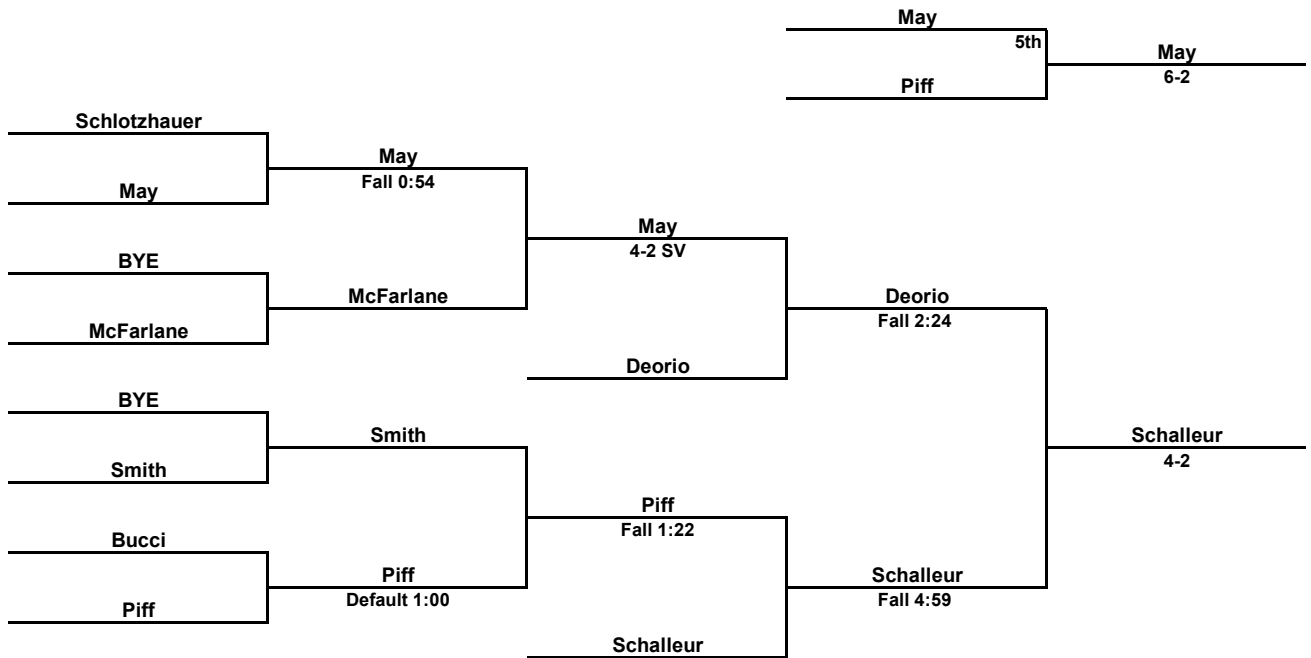 May
5th
May
6-2
Piff
Schlotzhauer
May
Fall 0:54
May
May
4-2 SV
BYE
McFarlane
McFarlane
Deorio
Fall 2:24
Deorio
BYE
Smith
Smith
Schalleur
4-2
Piff
Fall 1:22
Bucci
Piff
Default 1:00
Piff
Schalleur
Fall 4:59
Schalleur